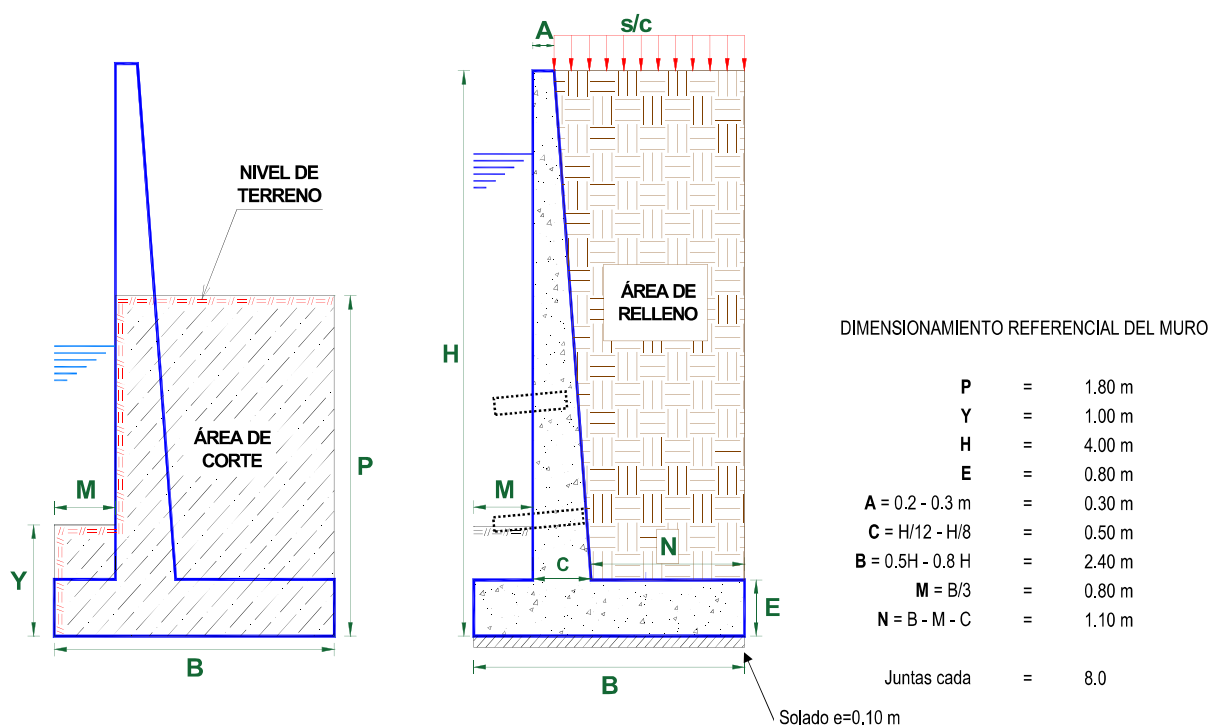 NIVEL DE
TERRENO
ÁREA DE
CORTE
M
Y
P
B
A
s/c
H
ÁREA DE
RELLENO
M
N
C
E
B
Solado e=0,10 m
DIMENSIONAMIENTO REFERENCIAL DEL MURO
P = 1.80 m
Y = 1.00 m
H = 4.00 m
E = 0.80 m
A = 0.2 - 0.3 m = 0.30 m
C = H/12 - H/8 = 0.50 m
B = 0.5H - 0.8 H = 2.40 m
M = B/3 = 0.80 m
N = B - M - C = 1.10 m
Juntas cada = 8.0